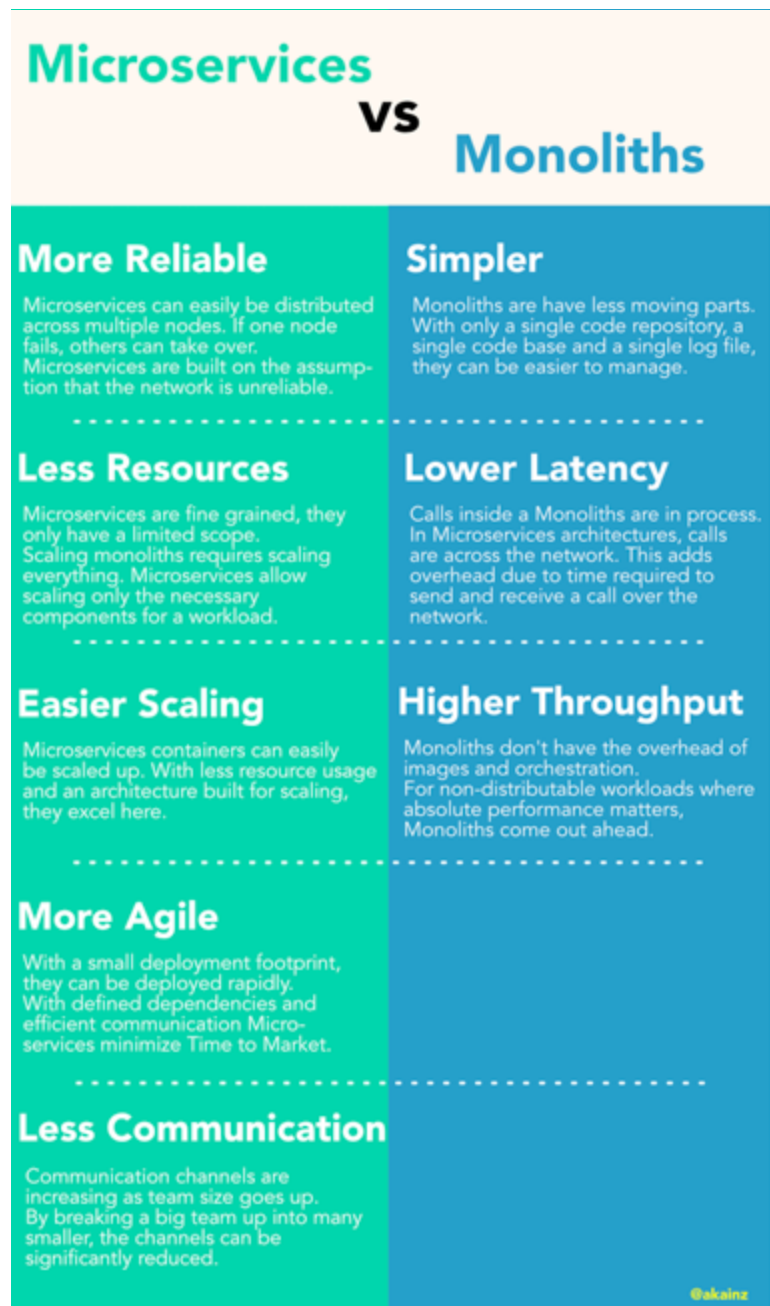 Microservices
vs
Monoliths
More Reliable
Microservices can easily be distributed
across multiple nodes. If one node
fails, others can take over.
Microservices are built on the assump-
tion that the network is unreliable.
Less Resources
Microservices are fine grained, they
only have a limited scope.
Scaling monoliths requires scaling
everything. Microservices allow
scaling only the necessary
components for a workload.
Easier Scaling
Microservices containers can easily
be scaled up. With less resource usage
and an architecture built for scaling,
they excel here.
More Agile
With a small deployment footprint,
they can be deployed rapidly.
With defined dependencies and
efficient communication Micro-
services minimize Time to Market.
Less Communication
Communication channels are
increasing as team size goes up.
By breaking a big team up into many
smaller, the channels can be
significantly reduced.
Simpler
Monoliths are have less moving parts.
With only a single code repository, a
single code base and a single log file,
they can be easier to manage.
Lower Latency
Calls inside a Monoliths are in process.
In Microservices architectures, calls
are across the network. This adds
overhead due to time required to
send and receive a call over the
network.
Higher Throughput
Monoliths don't have the overhead of
images and orchestration.
For non-distributable workloads where
absolute performance matters,
Monoliths come out ahead.
@akainz